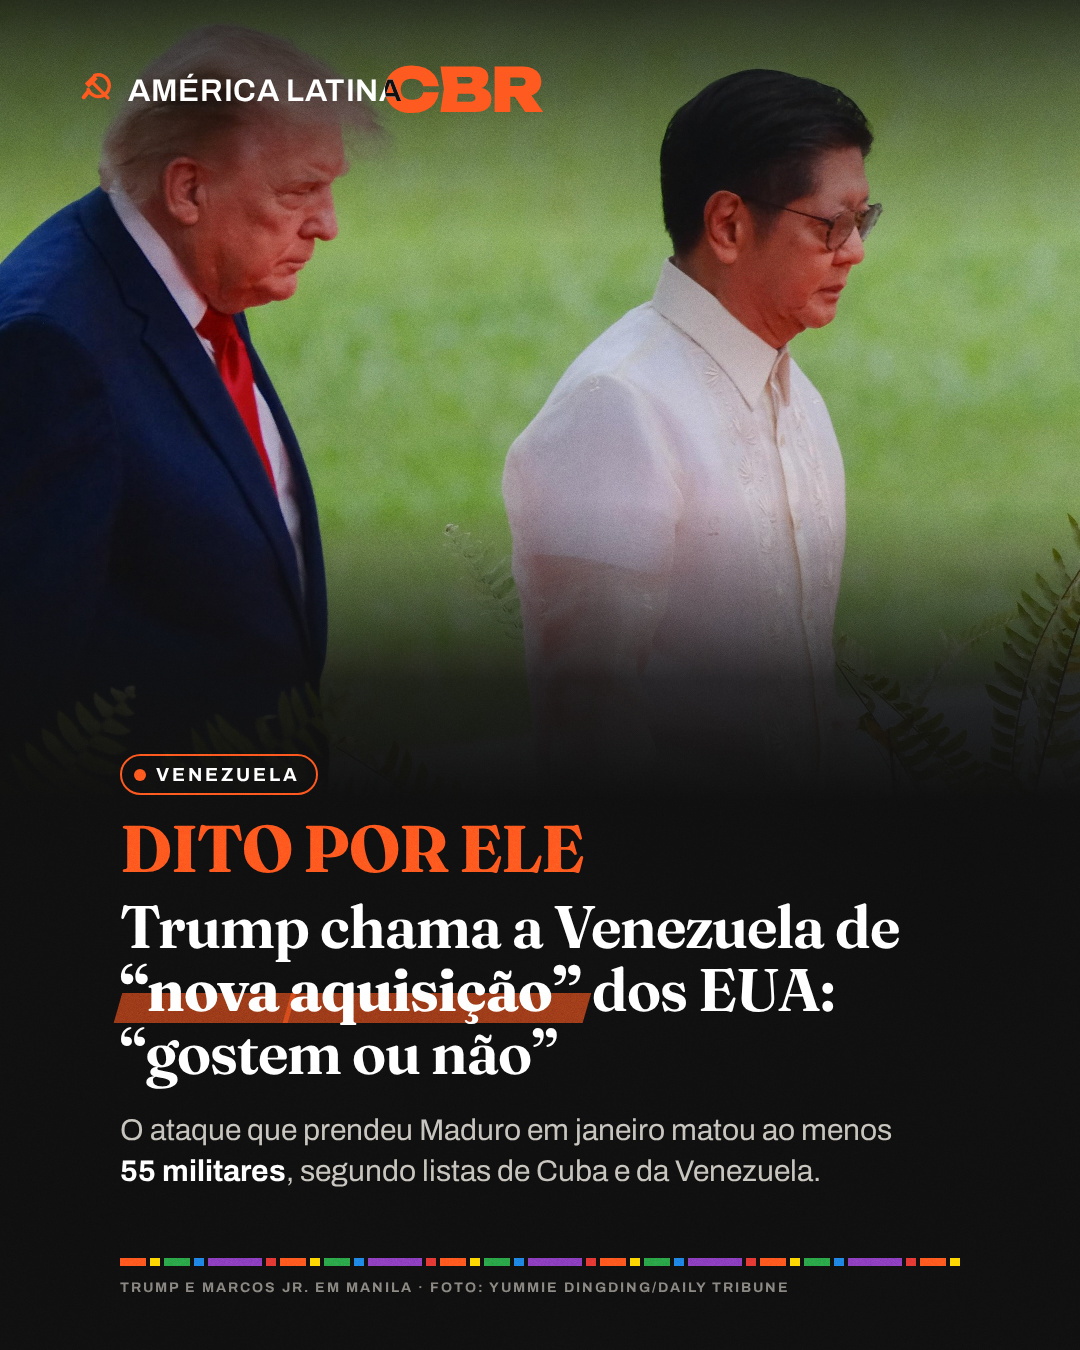 AMÉRICA LATINA CBR
VENEZUELA
DITO POR ELE
Trump chama a Venezuela de
“nova aquisição” dos EUA:
“gostem ou não”
O ataque que prendeu Maduro em janeiro matou ao menos
55 militares, segundo listas de Cuba e da Venezuela.
TRUMP E MARCOS JR. EM MANILA · FOTO: YUMMIE DINGDING/DAILY TRIBUNE